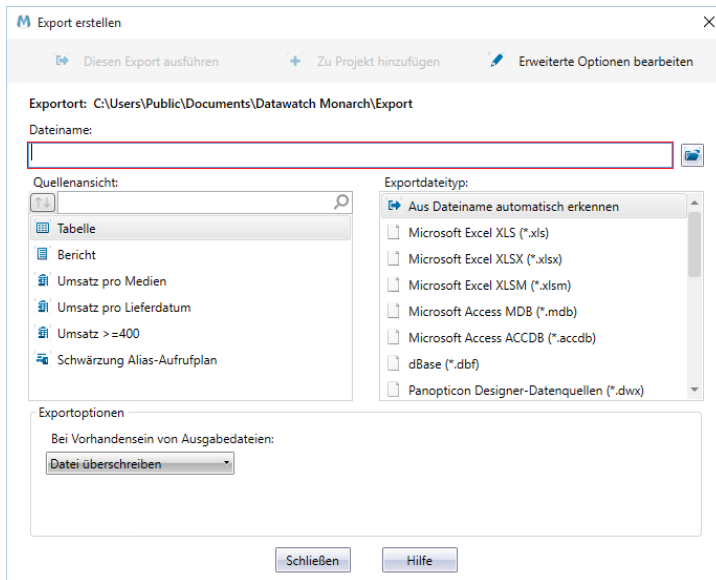 Export erstellen
Diesen Export ausführen
Zu Projekt hinzufügen
Erweiterte Optionen bearbeiten
Exportort: C:\Users\Public\Documents\Datawatch Monarch\Export
Dateiname:
Quellenansicht:
Tabelle
Bericht
Umsatz pro Medien
Umsatz pro Lieferdatum
Umsatz >=400
Schwärzung Alias-Aufrufplan
Exportdateityp:
Aus Dateiname automatisch erkennen
Microsoft Excel XLS (*.xls)
Microsoft Excel XLSX (*.xlsx)
Microsoft Excel XLSM (*.xlsm)
Microsoft Access MDB (*.mdb)
Microsoft Access ACCDB (*.accdb)
dBase (*.dbf)
Panopticon Designer-Datenquellen (*.dwx)
Exportoptionen
Bei Vorhandensein von Ausgabedateien:
Datei überschreiben
Schließen
Hilfe